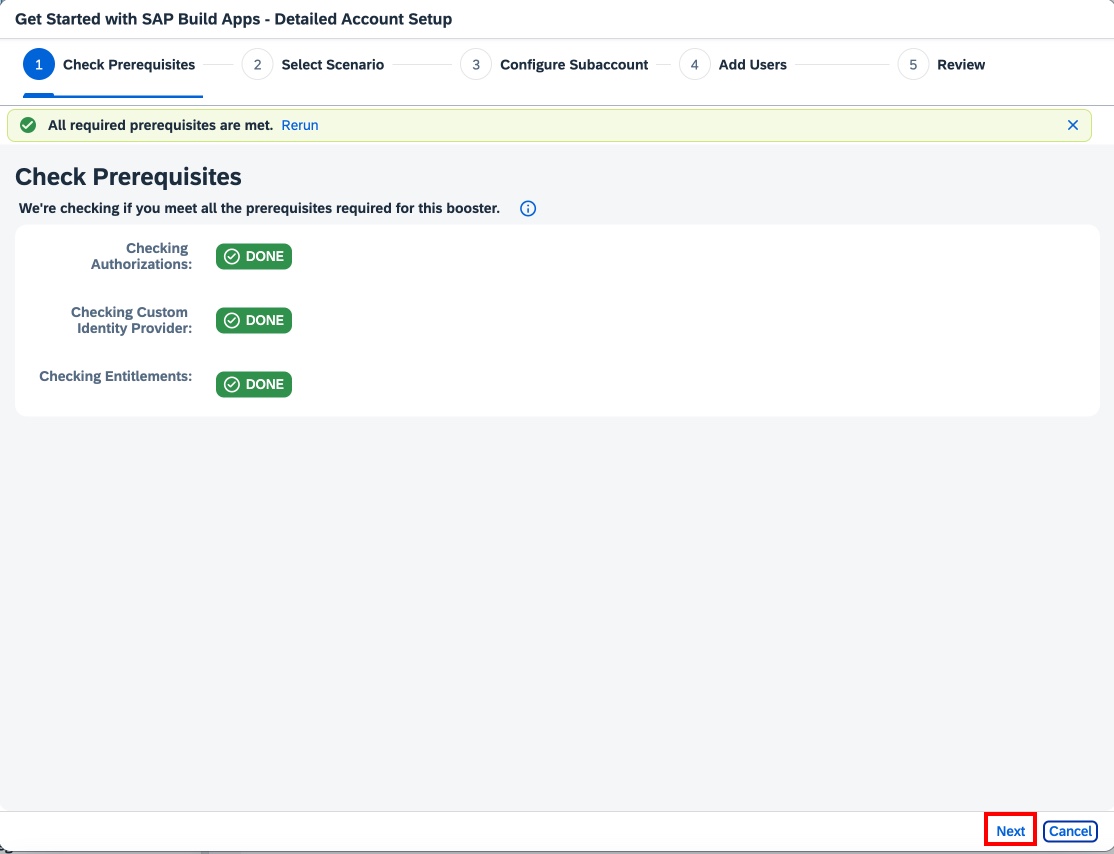 Get Started with SAP Build Apps - Detailed Account Setup
1 Check Prerequisites 2 Select Scenario 3 Configure Subaccount 4 Add Users 5 Review
All required prerequisites are met. Rerun
Check Prerequisites
We're checking if you meet all the prerequisites required for this booster.
Checking
Authorizations:
DONE
Checking Custom
Identity Provider:
DONE
Checking Entitlements:
DONE
Next Cancel